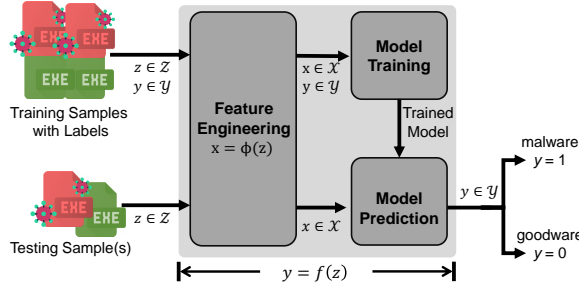 EXE
EXE
EXE
EXE
Training Samples
with Labels
z ∈ 𝒵
y ∈ 𝒴
Feature
Engineering
x = ϕ(z)
x ∈ 𝒳
y ∈ 𝒴
Model
Training
Trained
Model
EXE
EXE
Testing Sample(s)
z ∈ 𝒵
x ∈ 𝒳
Model
Prediction
y ∈ 𝒴
malware
y = 1
goodware
y = 0
y = f(z)